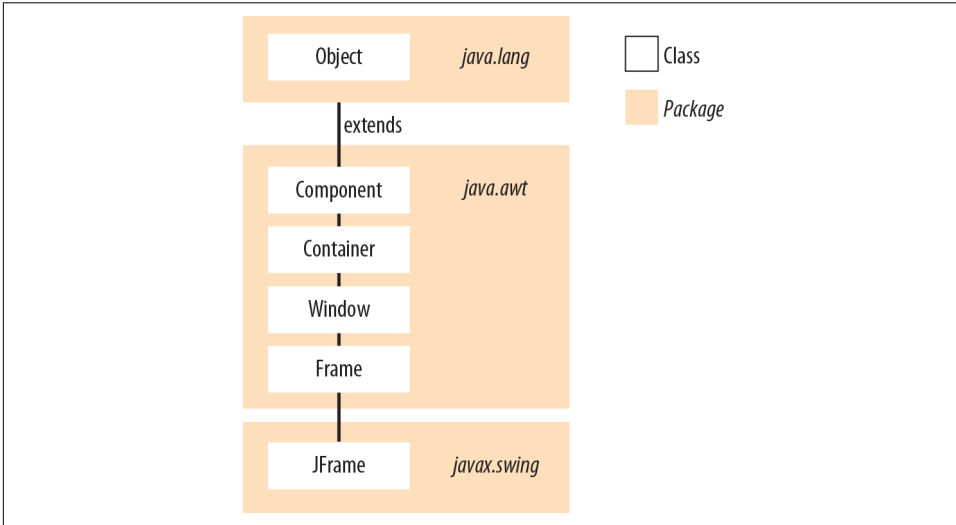 Object java.lang
extends
Component java.awt
Container
Window
Frame
JFrame javax.swing
Class
Package